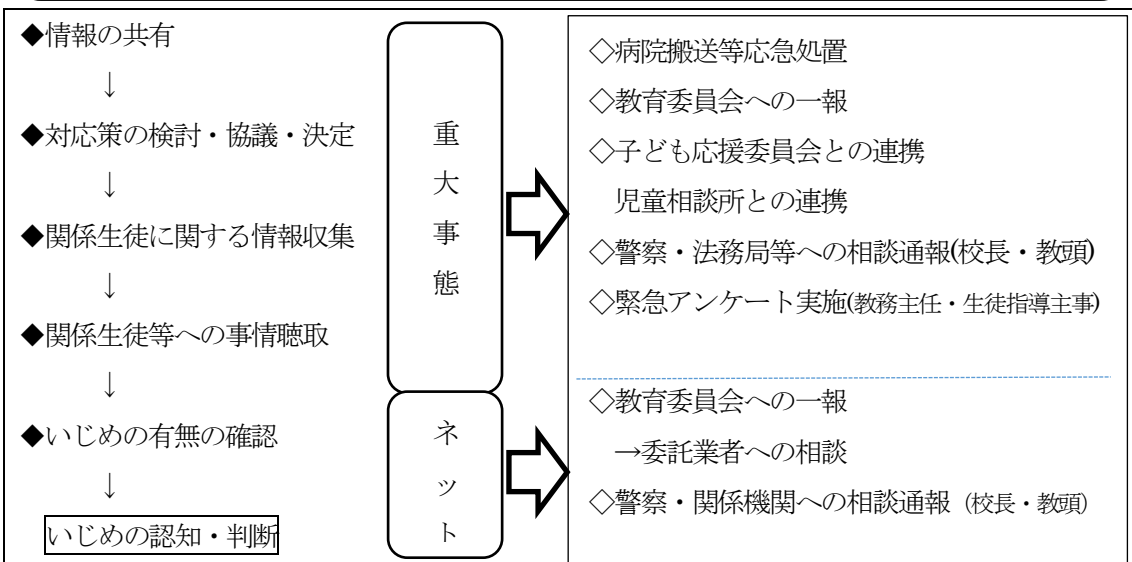 ◆情報の共有
↓
◆対応策の検討・協議・決定
↓
◆関係生徒に関する情報収集
↓
◆関係生徒等への事情聴取
↓
◆いじめの有無の確認
↓
いじめの認知・判断
重大事態
◇病院搬送等応急処置
◇教育委員会への一報
◇子ども応援委員会との連携
児童相談所との連携
◇警察・法務局等への相談通報(校長・教頭)
◇緊急アンケート実施(教務主任・生徒指導主事)
ネット
◇教育委員会への一報
→委託業者への相談
◇警察・関係機関への相談通報（校長・教頭）